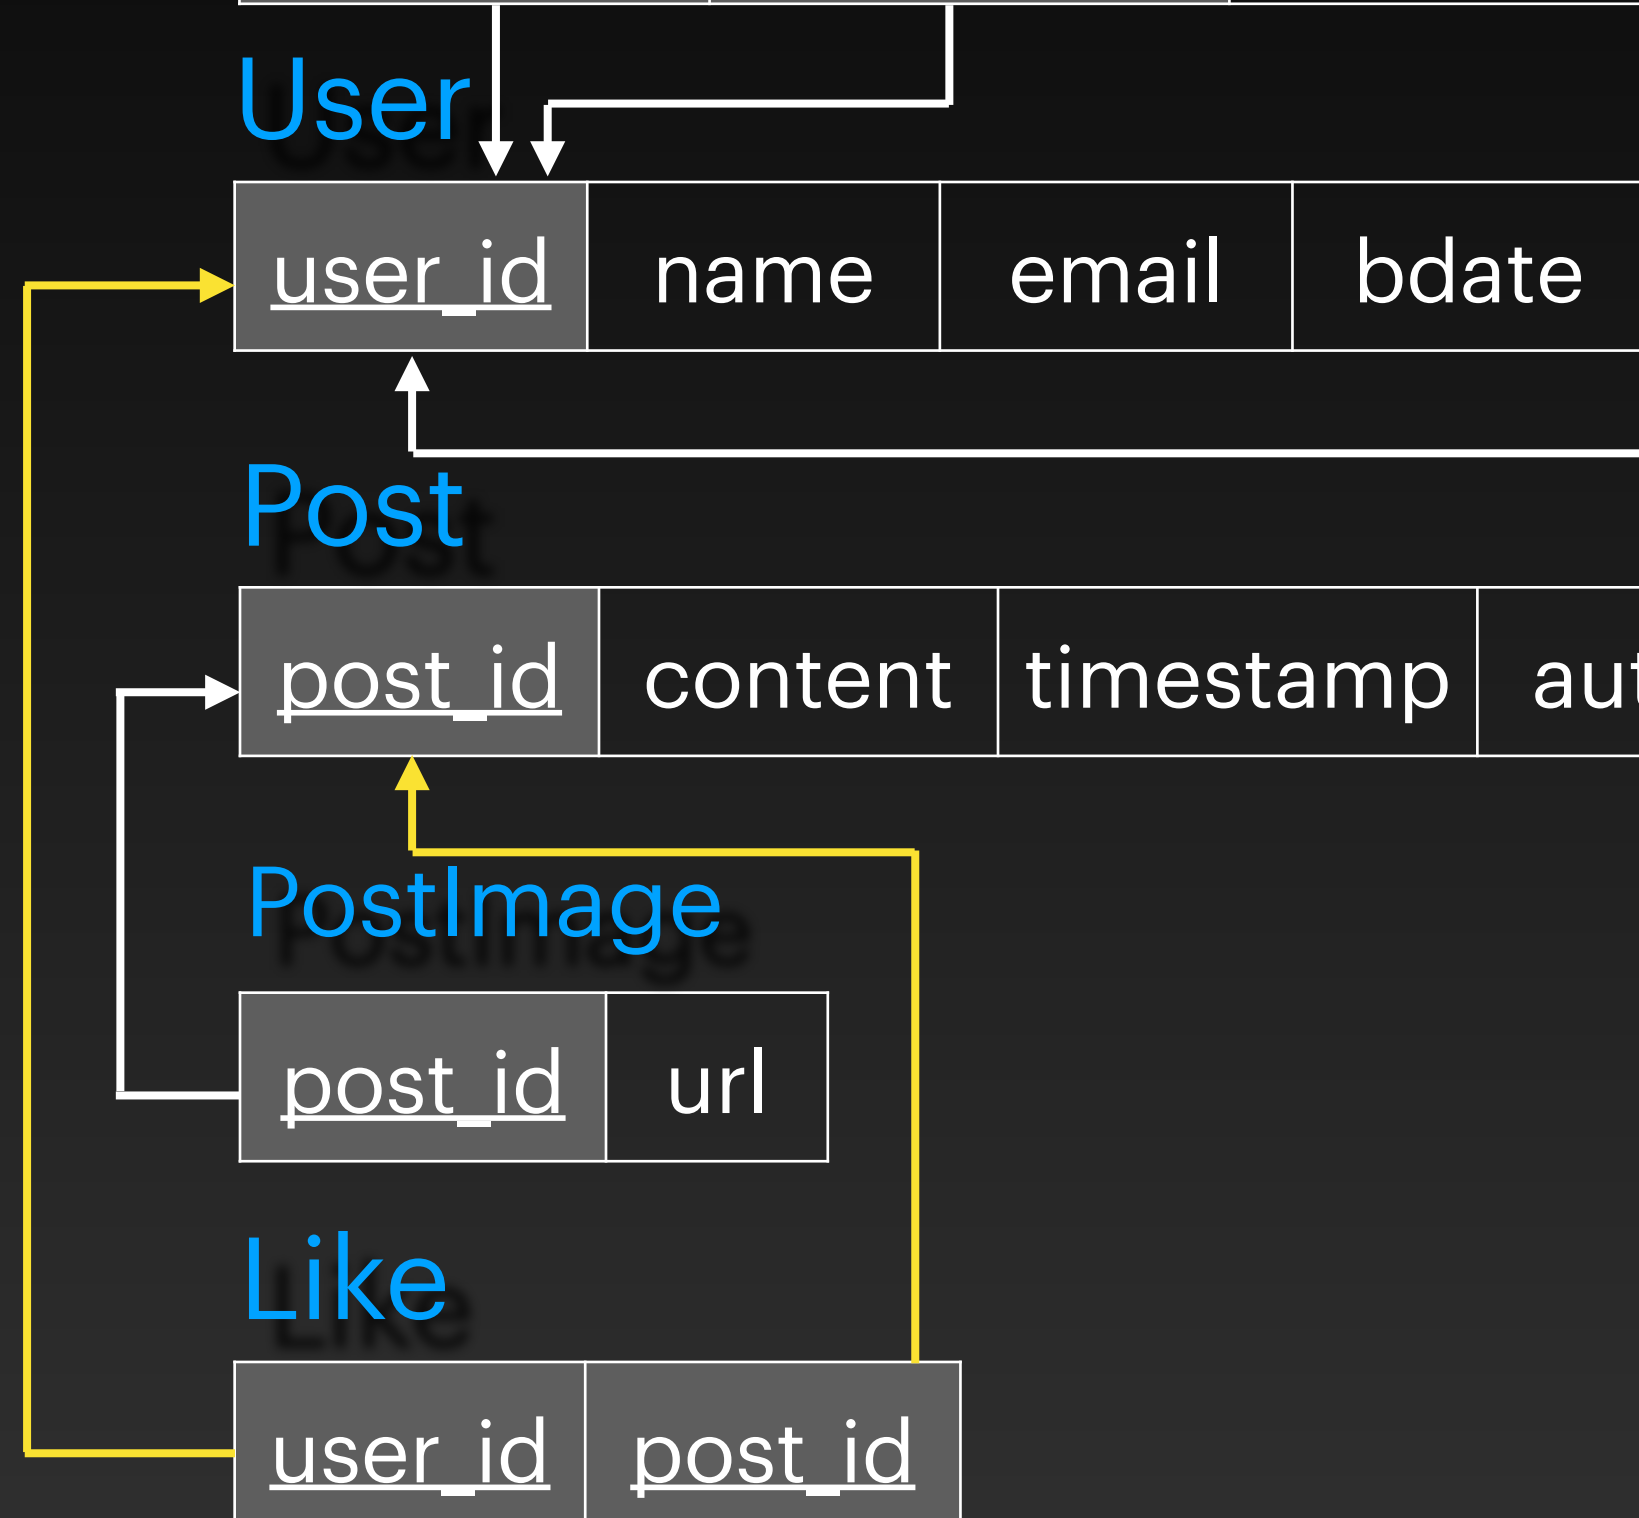 User
user_id name email bdate
Post
post_id content timestamp
PostImage
post_id url
Like
user_id post_id